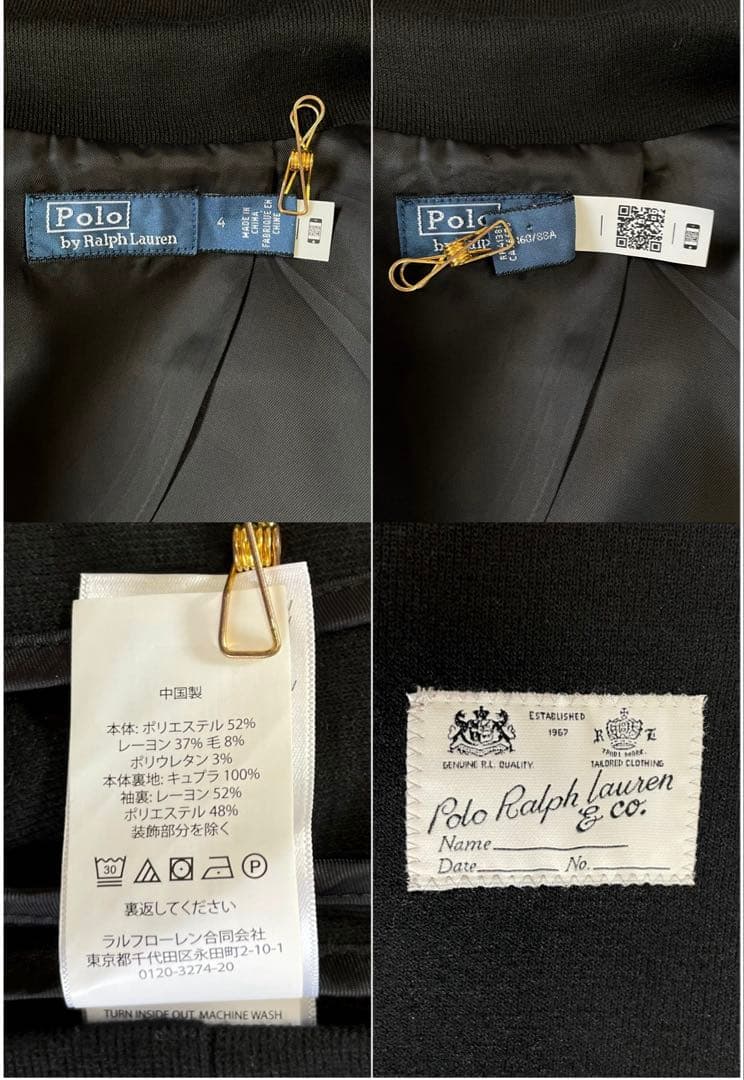 Polo
by Ralph Lauren
4
MADE IN
CHINA
FABRIQUÉ EN
CHINE
Polo
160/88A
中国製
本体: ポリエステル 52%
レーヨン 37% 毛 8%
ポリウレタン 3%
本体裏地: キュプラ 100%
袖裏: レーヨン 52%
ポリエステル 48%
装飾部分を除く
30
P
裏返してください
ラルフローレン合同会社
東京都千代田区永田町2-10-1
0120-3274-20
TURN INSIDE OUT. MACHINE WASH
ESTABLISHED
1967
R L
TRADE MARK.
GENUINE R.L. QUALITY.
TAILORED CLOTHING
Polo Ralph Lauren
& co.
Name
Date No.